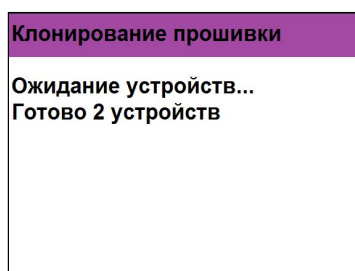 Клонирование прошивки
Ожидание устройств...
Готово 2 устройств